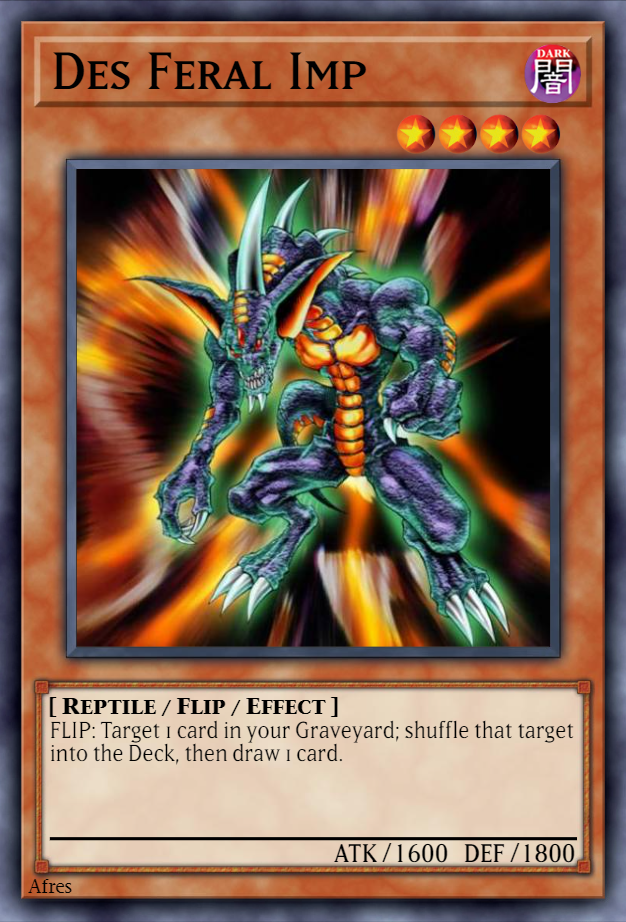 Des Feral Imp
DARK
闇
[ Reptile / Flip / Effect ]
FLIP: Target 1 card in your Graveyard; shuffle that target
into the Deck, then draw 1 card.
ATK / 1600 DEF / 1800
Afres